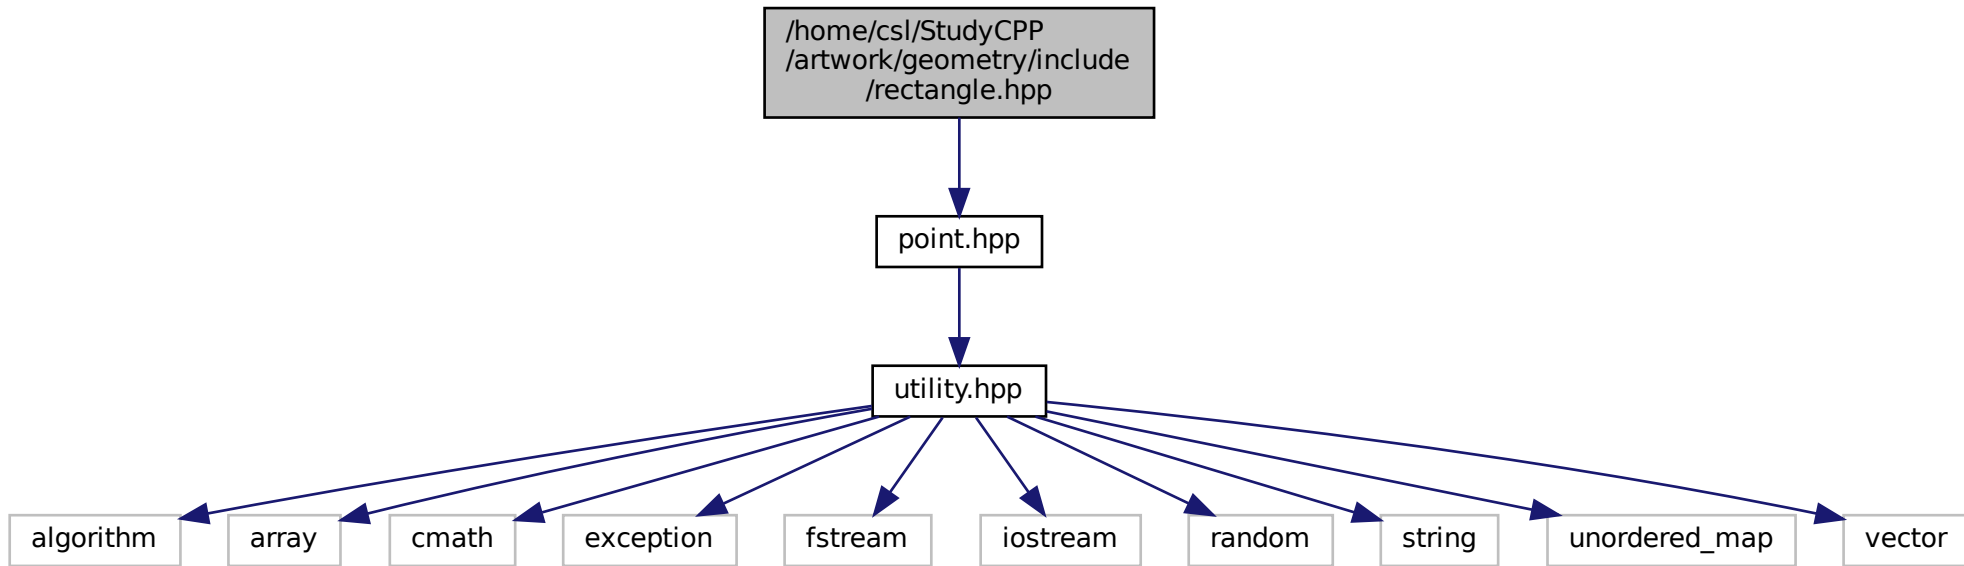 /home/csl/StudyCPP
/artwork/geometry/include
/rectangle.hpp
point.hpp
utility.hpp
algorithm
array
cmath
exception
fstream
iostream
random
string
unordered_map
vector